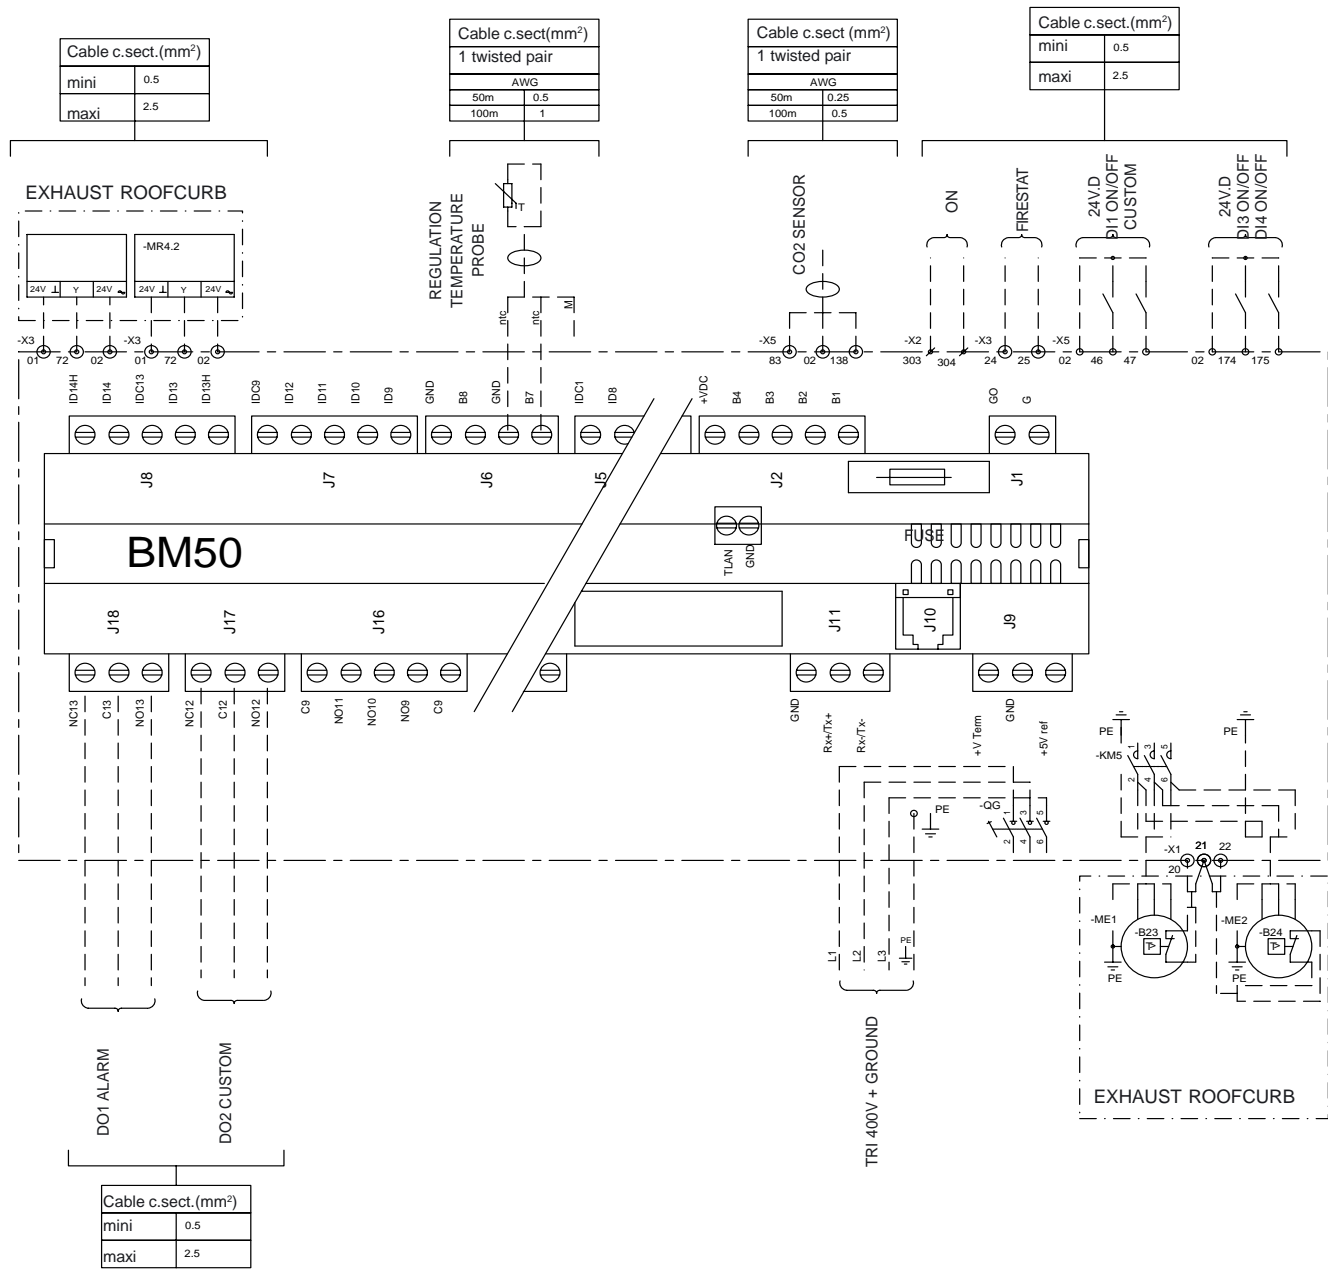 Cable c.sect.(mm²)
mini 0.5
maxi 2.5
Cable c.sect(mm²)
1 twisted pair
AWG
50m 0.5
100m 1
Cable c.sect (mm²)
1 twisted pair
AWG
50m 0.25
100m 0.5
Cable c.sect.(mm²)
mini 0.5
maxi 2.5
EXHAUST ROOFCURB
-MR4.2
24V Y 24V 24V Y 24V
REGULATION
TEMPERATURE
PROBE
T
ntc
ntc
M
CO2 SENSOR
ON
FIRESTAT
24V.D
DI1 ON/OFF
CUSTOM
24V.D
DI3 ON/OFF
DI4 ON/OFF
-X3 01 72 02 01 72 02
-X5 83 02 138
-X2 303 304
-X3 24 25
-X5 02 46 47
02 174 175
ID14H ID14 IDC13 ID13 ID13H
IDC9 ID12 ID11 ID10 ID9
GND B8 GND B7
IDC1 ID8
+VDC B4 B3 B2 B1
GO G
J8 J7 J6 J5 J2 J1
FUSE
BM50
TLAN
GND
J18 J17 J16 J11 J10 J9
NC13 C13 NO13
NC12 C12 NO12
C9 NO11 NO10 NO9 C9
GND Rx+/Tx+ Rx-/Tx-
+V Term GND +5V ref
PE
-QG
1 3 5
2 4 6
PE
-KM5
1 3 5
2 4 6
PE
-X1 20 21 22
L1 L2 L3 PE
-ME1
-B23
T>
PE
-ME2
-B24
T>
PE
EXHAUST ROOFCURB
DO1 ALARM
DO2 CUSTOM
TRI 400V + GROUND
Cable c.sect.(mm²)
mini 0.5
maxi 2.5